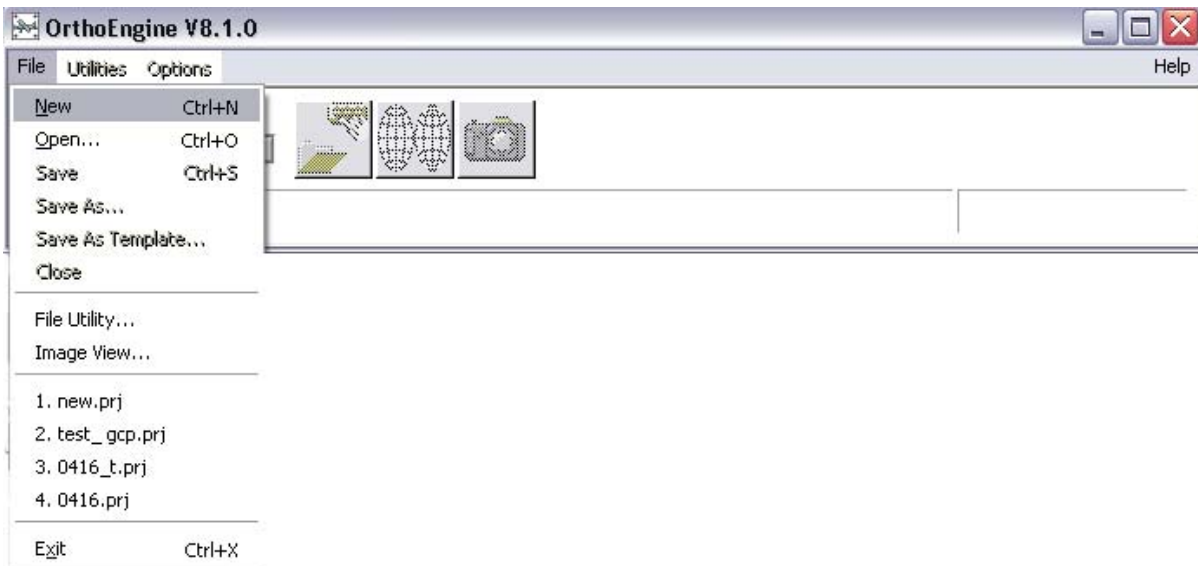 OrthoEngine V8.1.0
File Utilities Options Help
New Ctrl+N
Open... Ctrl+O
Save Ctrl+S
Save As...
Save As Template...
Close
File Utility...
Image View...
1. new.prj
2. test_ gcp.prj
3. 0416_t.prj
4. 0416.prj
Exit Ctrl+X